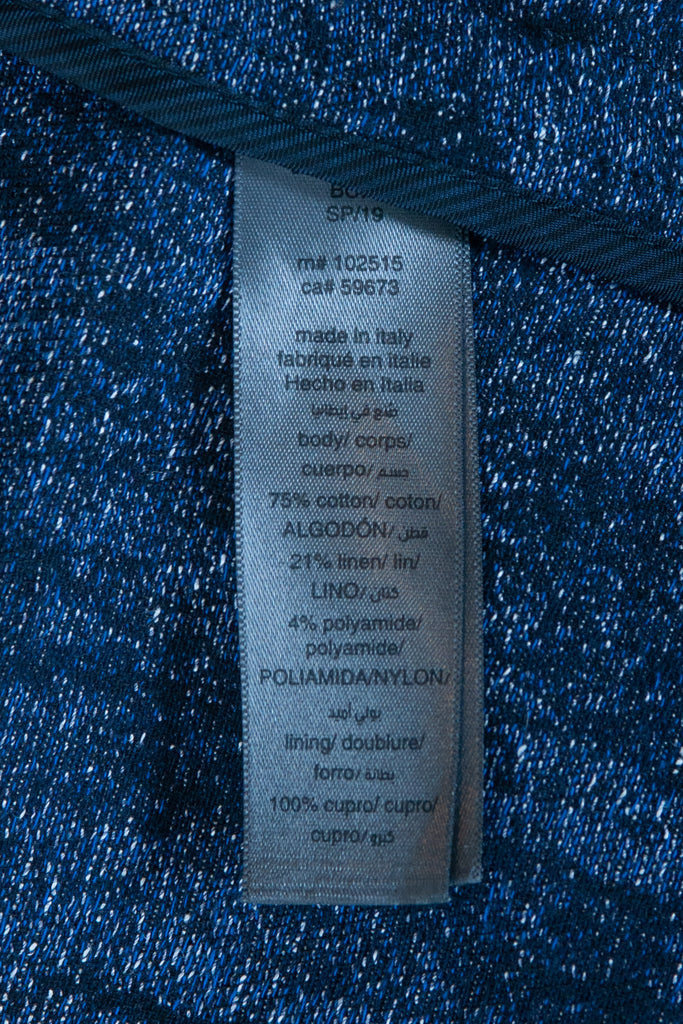 SP/19
rn# 102515
ca# 59673
made in italy
fabriqué en italie
Hecho en Italia
صنع في إيطاليا
body/ corps/
cuerpo/ جسم
75% cotton/ coton/
ALGODÓN/ قطن
21% linen/ lin/
LINO/ كتان
4% polyamide/
polyamide/
POLIAMIDA/NYLON/
بولي أميد
lining/ doublure/
forro/ بطانة
100% cupro/ cupro/
cupro/ كبرو